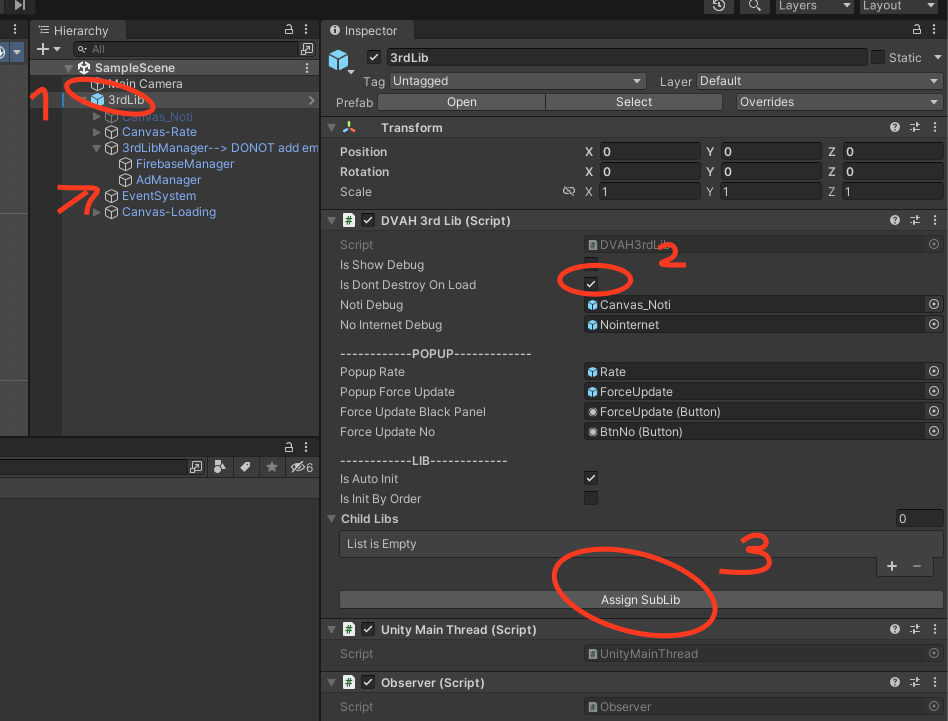 Layers
Layout
Hierarchy
All
SampleScene
Main Camera
3rdLib
Canvas_Noti
Canvas-Rate
3rdLibManager--> DONOT add em
FirebaseManager
AdManager
EventSystem
Canvas-Loading
1
6
Inspector
3rdLib
Static
Tag Untagged Layer Default
Prefab Open Select Overrides
Transform
Position X 0 Y 0 Z 0
Rotation X 0 Y 0 Z 0
Scale X 1 Y 1 Z 1
# DVAH 3rd Lib (Script)
Script DVAH3rdLib
2
Is Show Debug
Is Dont Destroy On Load
Noti Debug Canvas_Noti
No Internet Debug Nointernet
------------POPUP-------------
Popup Rate Rate
Popup Force Update ForceUpdate
Force Update Black Panel ForceUpdate (Button)
Force Update No BtnNo (Button)
------------LIB-------------
Is Auto Init
Is Init By Order
Child Libs 0
List is Empty
+ −
3
Assign SubLib
# Unity Main Thread (Script)
Script UnityMainThread
# Observer (Script)
Script Observer